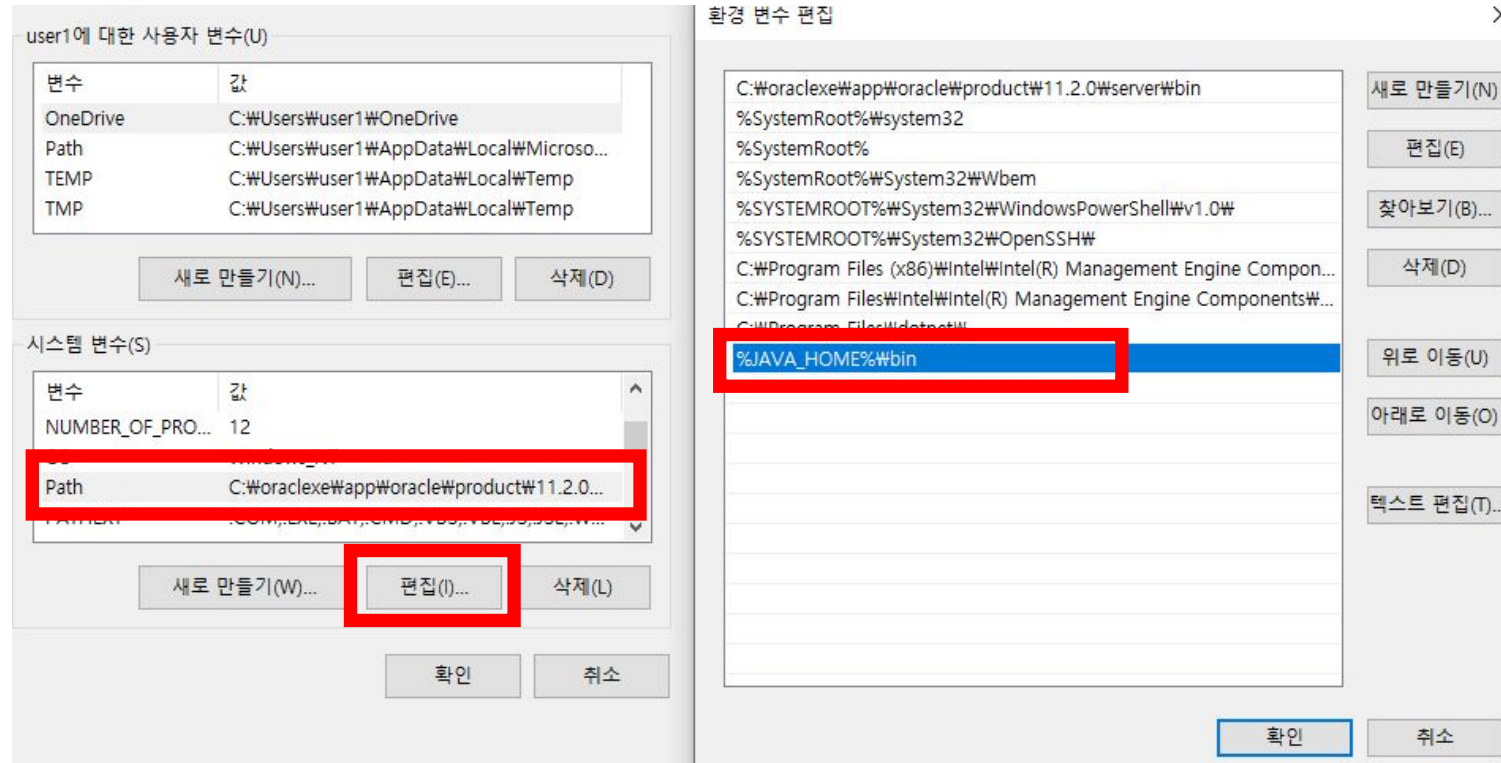 user1에 대한 사용자 변수(U)
변수 값
OneDrive C:₩Users₩user1₩OneDrive
Path C:₩Users₩user1₩AppData₩Local₩Microso...
TEMP C:₩Users₩user1₩AppData₩Local₩Temp
TMP C:₩Users₩user1₩AppData₩Local₩Temp
새로 만들기(N)... 편집(E)... 삭제(D)
시스템 변수(S)
변수 값
NUMBER_OF_PRO... 12
Path C:₩oraclexe₩app₩oracle₩product₩11.2.0...
새로 만들기(W)... 편집(I)... 삭제(L)
확인 취소
환경 변수 편집
C:₩oraclexe₩app₩oracle₩product₩11.2.0₩server₩bin
%SystemRoot%₩system32
%SystemRoot%
%SystemRoot%₩System32₩Wbem
%SYSTEMROOT%₩System32₩WindowsPowerShell₩v1.0₩
%SYSTEMROOT%₩System32₩OpenSSH₩
C:₩Program Files (x86)₩Intel₩Intel(R) Management Engine Compon...
C:₩Program Files₩Intel₩Intel(R) Management Engine Components₩...
C:₩Program Files₩dotnet₩
%JAVA_HOME%₩bin
새로 만들기(N)
편집(E)
찾아보기(B)...
삭제(D)
위로 이동(U)
아래로 이동(O)
텍스트 편집(T)..
확인 취소